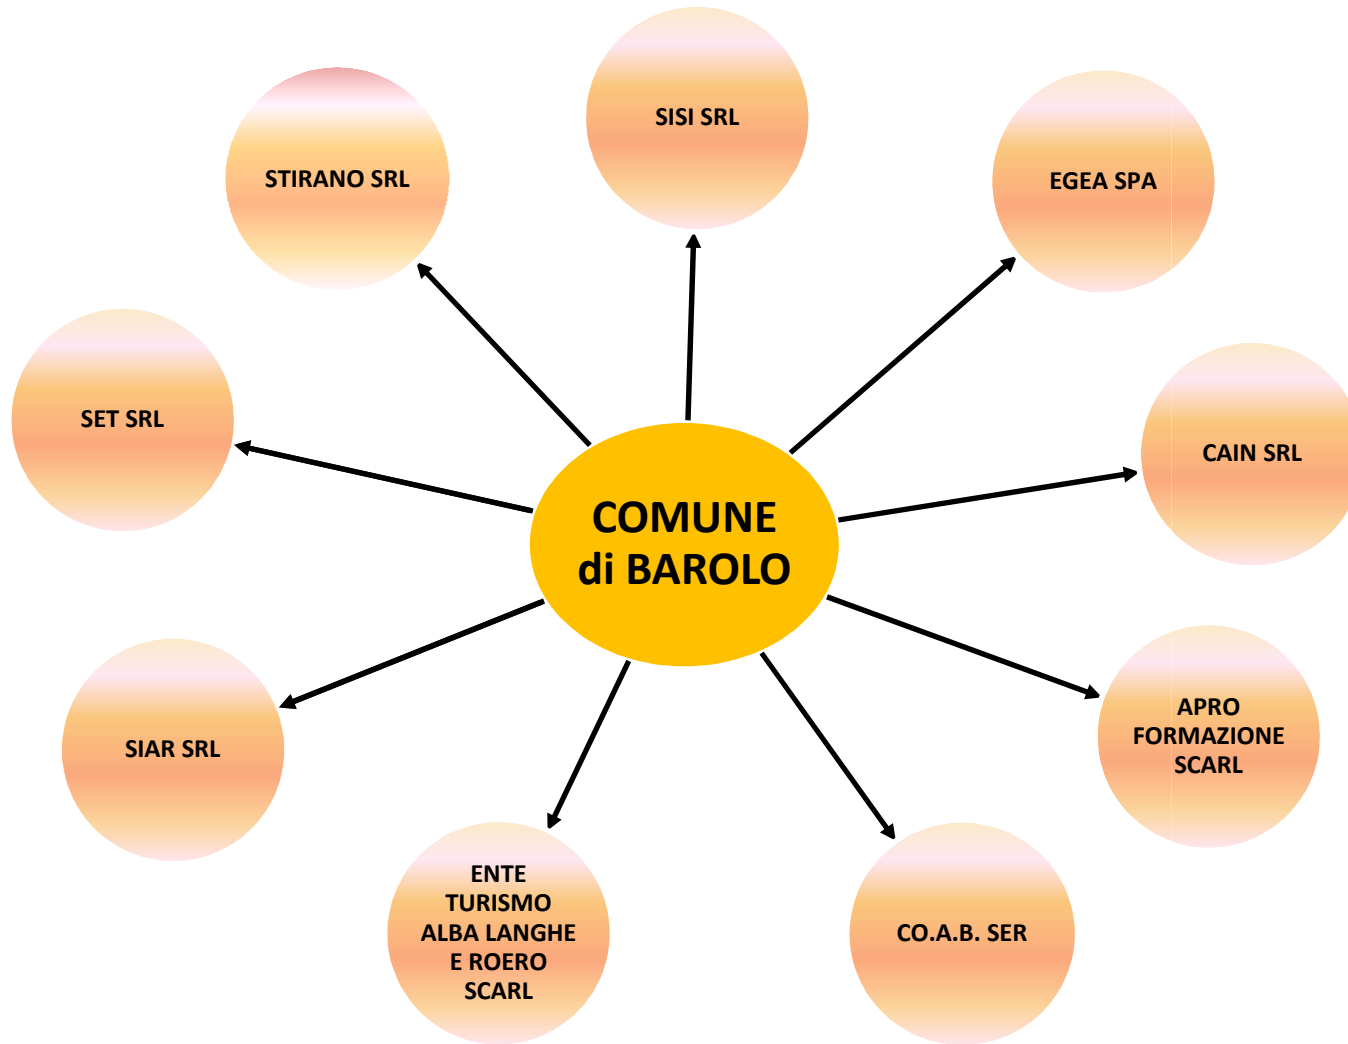 SISI SRL
STIRANO SRL
EGEA SPA
SET SRL
CAIN SRL
COMUNE
di BAROLO
APRO
FORMAZIONE
SCARL
SIAR SRL
ENTE
TURISMO
ALBA LANGHE
E ROERO
SCARL
CO.A.B. SER